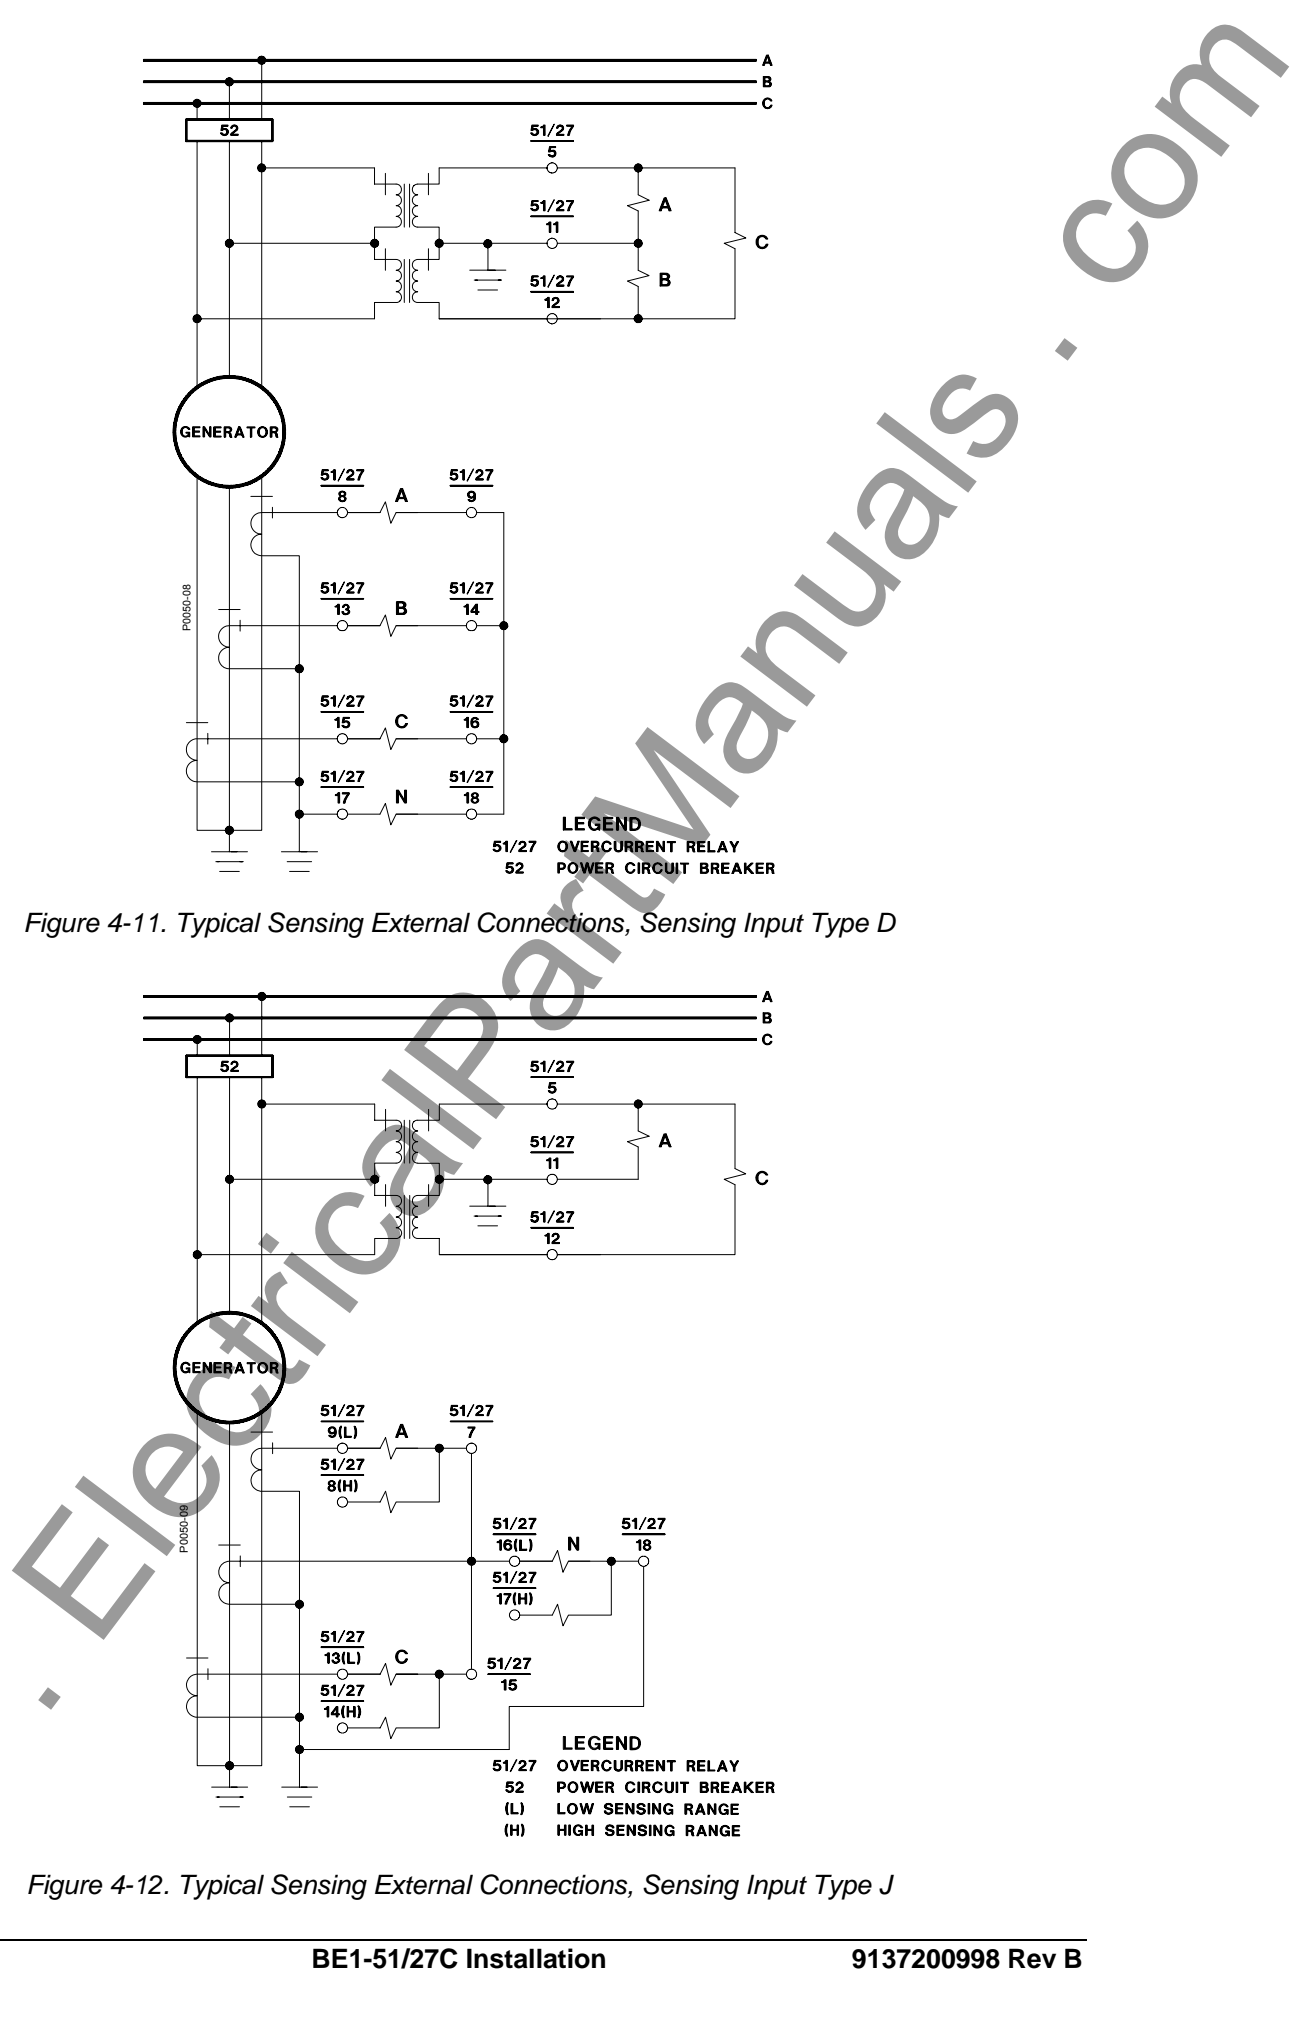 A
B
C
52
51/27
5
51/27
11
51/27
12
A
B
C
GENERATOR
51/27
8
A
51/27
9
51/27
13
B
51/27
14
51/27
15
C
51/27
16
51/27
17
N
51/27
18
P0050-08
LEGEND
51/27 OVERCURRENT RELAY
52 POWER CIRCUIT BREAKER
Figure 4-11. Typical Sensing External Connections, Sensing Input Type D
A
B
C
52
51/27
5
51/27
11
51/27
12
A
C
GENERATOR
51/27
9(L)
A
51/27
7
51/27
8(H)
51/27
16(L)
N
51/27
18
51/27
17(H)
51/27
13(L)
C
51/27
15
51/27
14(H)
P0050-09
LEGEND
51/27 OVERCURRENT RELAY
52 POWER CIRCUIT BREAKER
(L) LOW SENSING RANGE
(H) HIGH SENSING RANGE
Figure 4-12. Typical Sensing External Connections, Sensing Input Type J
BE1-51/27C Installation 9137200998 Rev B
. ElectricalPartManuals . com